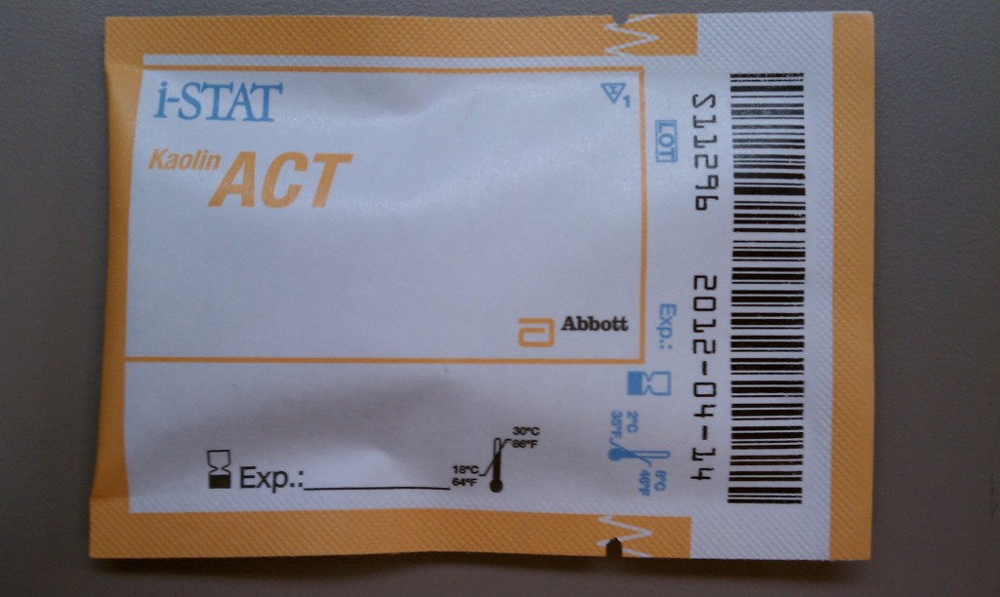 i-STAT
1
Kaolin ACT
Abbott
LOT
S11296
Exp.:
2012-04-14
2°C
35°F
8°C
46°F
30°C
86°F
18°C
64°F
Exp.: